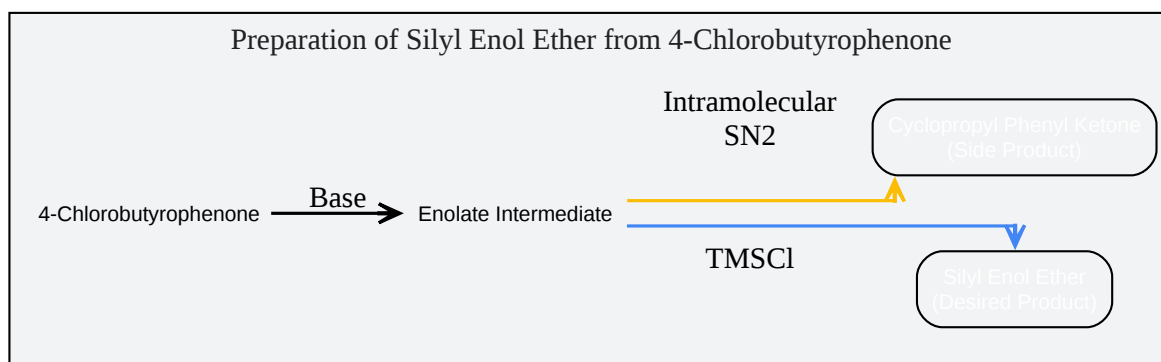 Preparation of Silyl Enol Ether from 4-Chlorobutyrophenone
Intramolecular
SN2
Cyclopropyl Phenyl Ketone
(Side Product)
4-Chlorobutyrophenone
Base
Enolate Intermediate
TMSCl
Silyl Enol Ether
(Desired Product)